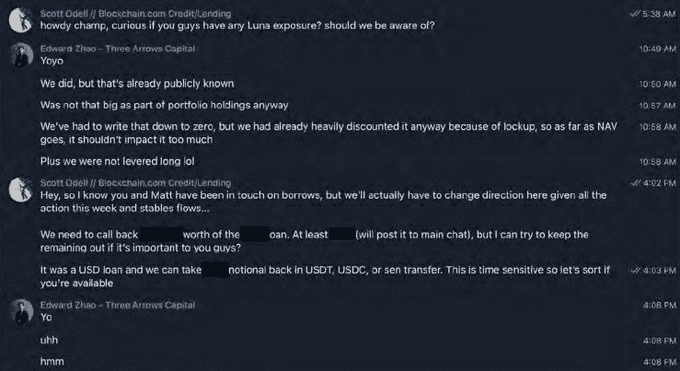 Scott Odell // Blockchain.com Credit/Lending
5:38 AM
howdy champ, curious if you guys have any Luna exposure? should we be aware of?
Edward Zhao - Three Arrows Capital
10:49 AM
Yoyo
We did, but that's already publicly known
10:50 AM
Was not that big as part of portfolio holdings anyway
10:57 AM
We've had to write that down to zero, but we had already heavily discounted it anyway because of lockup, so as far as NAV
10:58 AM
goes, it shouldn't impact it too much
Plus we were not levered long lol
10:58 AM
Scott Odell // Blockchain.com Credit/Lending
4:02 PM
Hey, so I know you and Matt have been in touch on borrows, but we'll actually have to change direction here given all the
action this week and stables flows...
We need to call back worth of the oan. At least (will post it to main chat), but I can try to keep the
remaining out if it's important to you guys?
It was a USD loan and we can take notional back in USDT, USDC, or sen transfer. This is time sensitive so let's sort if
4:03 PM
you're available
Edward Zhao - Three Arrows Capital
4:08 PM
Yo
uhh
4:08 PM
hmm
4:08 PM